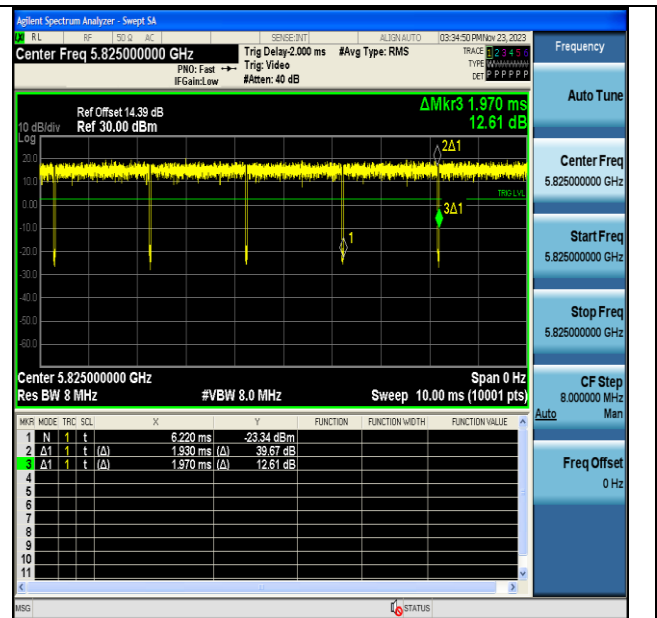 Agilent Spectrum Analyzer - Swept SA
RL RF 50 Ω AC SENSE:INT ALIGN AUTO 03:34:50 PM Nov 23, 2023
Center Freq 5.825000000 GHz
PNO: Fast
IFGain:Low
Trig Delay-2.000 ms
Trig: Video
#Atten: 40 dB
#Avg Type: RMS
TRACE 1 2 3 4 5 6
TYPE
DET P P P P P P
Frequency
Auto Tune
Center Freq
5.825000000 GHz
Start Freq
5.825000000 GHz
Stop Freq
5.825000000 GHz
CF Step
8.000000 MHz
Auto Man
Freq Offset
0 Hz
ΔMkr3 1.970 ms
12.61 dB
Ref Offset 14.39 dB
10 dB/div Ref 30.00 dBm
Log
20.0
10.0
0.00
-10.0
-20.0
-30.0
-40.0
-50.0
-60.0
2Δ1
TRIG LVL
3Δ1
1
Center 5.825000000 GHz Span 0 Hz
Res BW 8 MHz #VBW 8.0 MHz Sweep 10.00 ms (10001 pts)
MKR MODE TRC SCL X Y FUNCTION FUNCTION WIDTH FUNCTION VALUE
1 N 1 t 6.220 ms -23.34 dBm
2 Δ1 1 t (Δ) 1.930 ms (Δ) 39.67 dB
3 Δ1 1 t (Δ) 1.970 ms (Δ) 12.61 dB
4
5
6
7
8
9
10
11
MSG STATUS